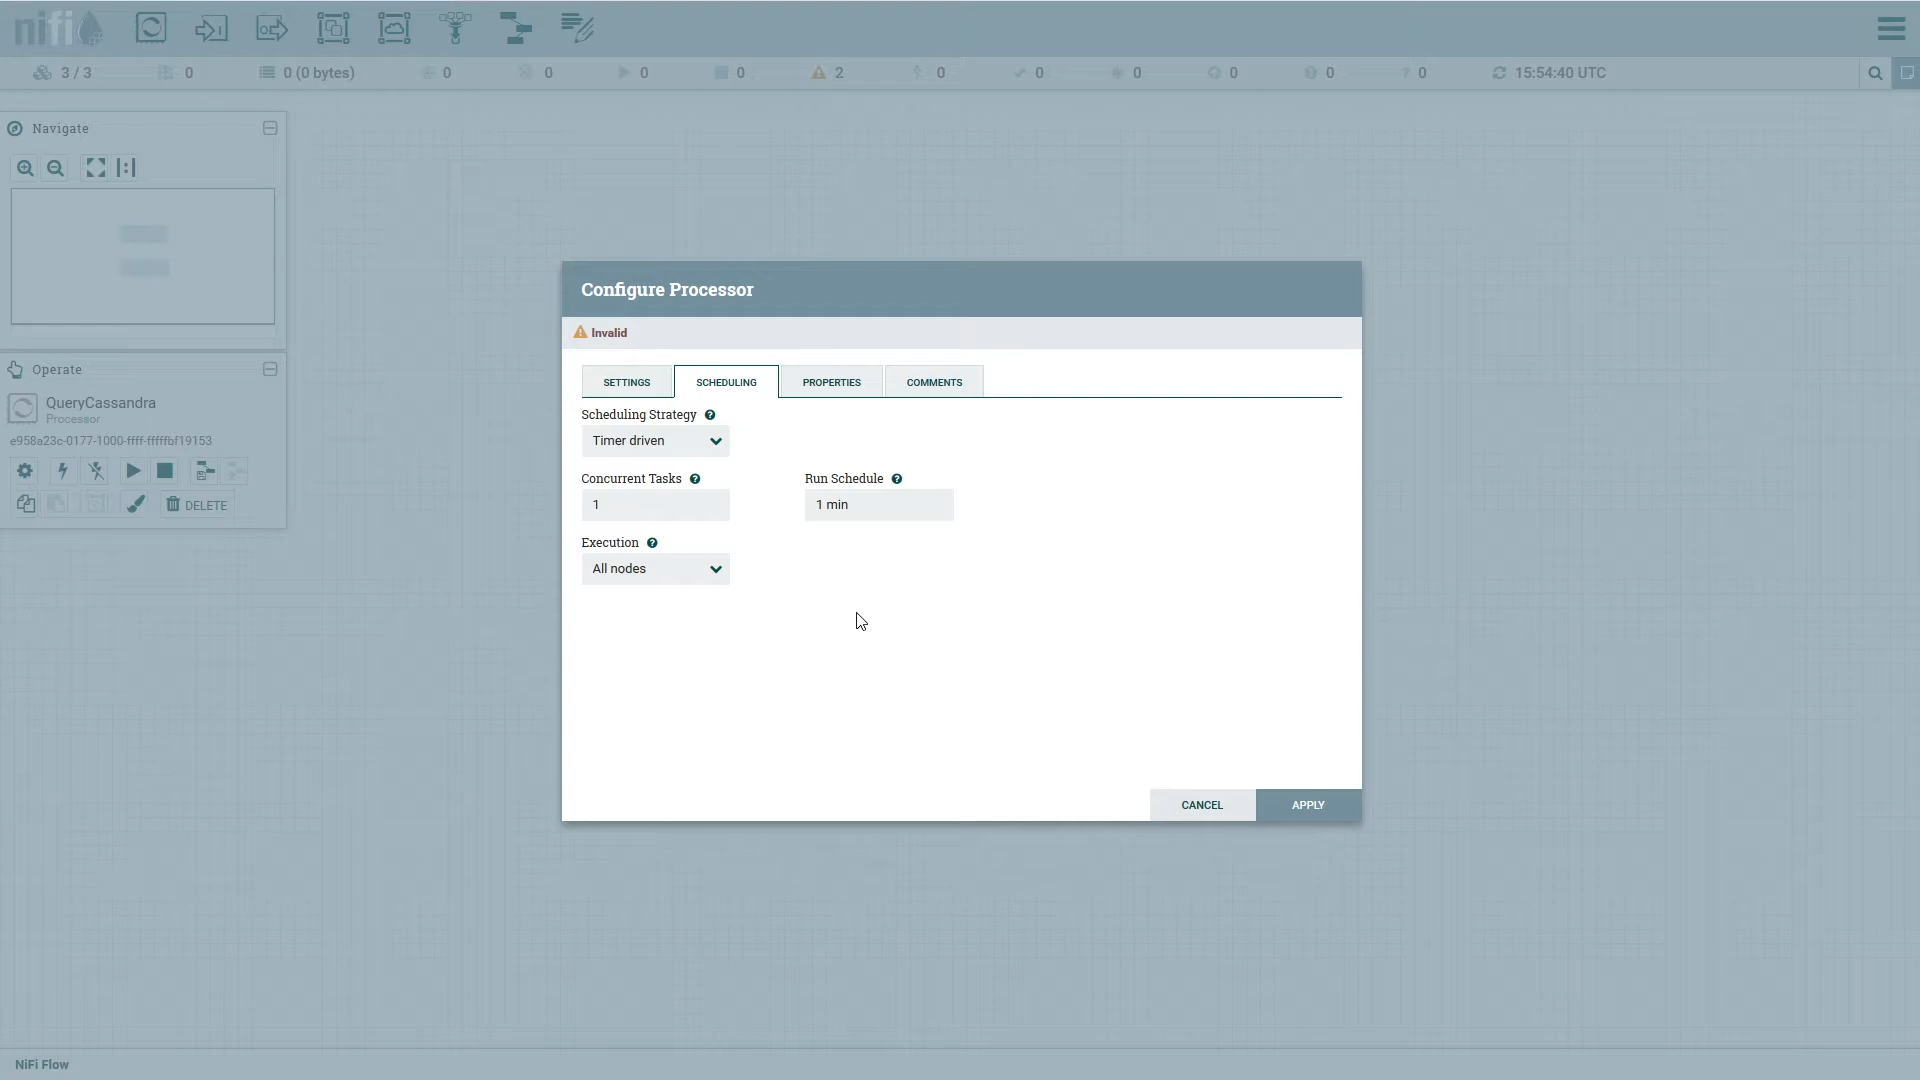 nifi
3 / 3
0
0 (0 bytes)
0
0
0
0
2
0
0
0
0
0
0
15:54:40 UTC
Navigate
Operate
QueryCassandra
Processor
e958a23c-0177-1000-ffff-fffffbf19153
DELETE
Configure Processor
Invalid
SETTINGS
SCHEDULING
PROPERTIES
COMMENTS
Scheduling Strategy
Timer driven
Concurrent Tasks
Run Schedule
1
1 min
Execution
All nodes
CANCEL
APPLY
NiFi Flow